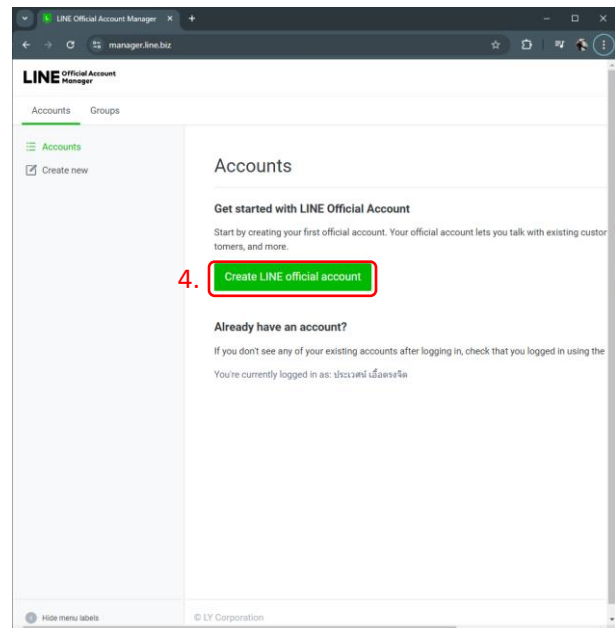 LINE Official Account Manager
manager.line.biz
LINE Official Account
Manager
Accounts Groups
Accounts
Create new
Accounts
Get started with LINE Official Account
Start by creating your first official account. Your official account lets you talk with existing custor
tomers, and more.
4. Create LINE official account
Already have an account?
If you don't see any of your existing accounts after logging in, check that you logged in using the
You're currently logged in as: ประเวศน์ เอื้อตรงจิต
Hide menu labels
© LY Corporation